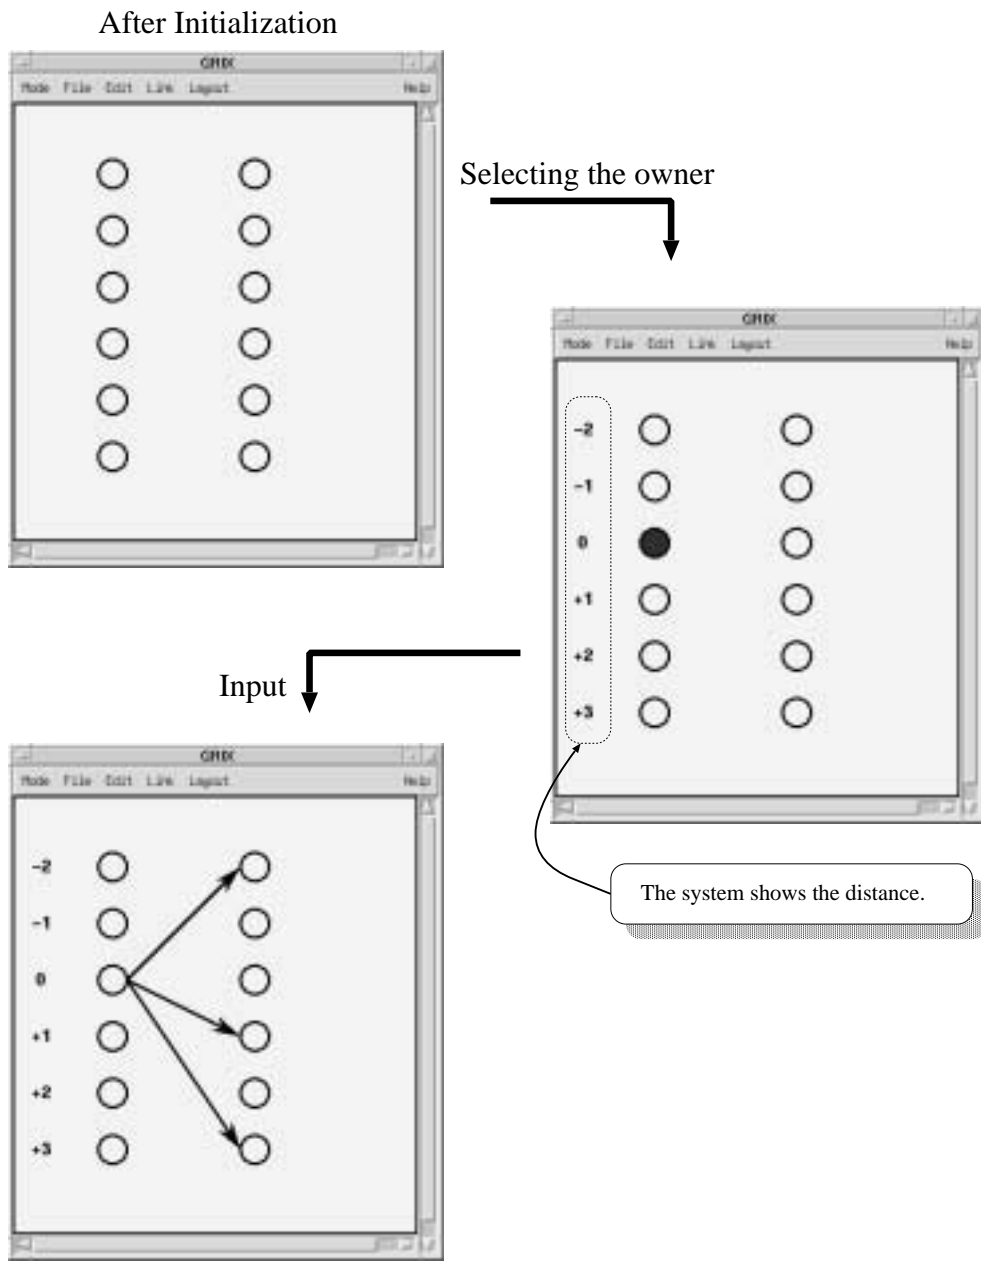 After Initialization
GMIX
Mode File Edit Link Layout Help
Selecting the owner
GMIX
Mode File Edit Link Layout Help
-2
-1
0
+1
+2
+3
The system shows the distance.
Input
GMIX
Mode File Edit Link Layout Help
-2
-1
0
+1
+2
+3